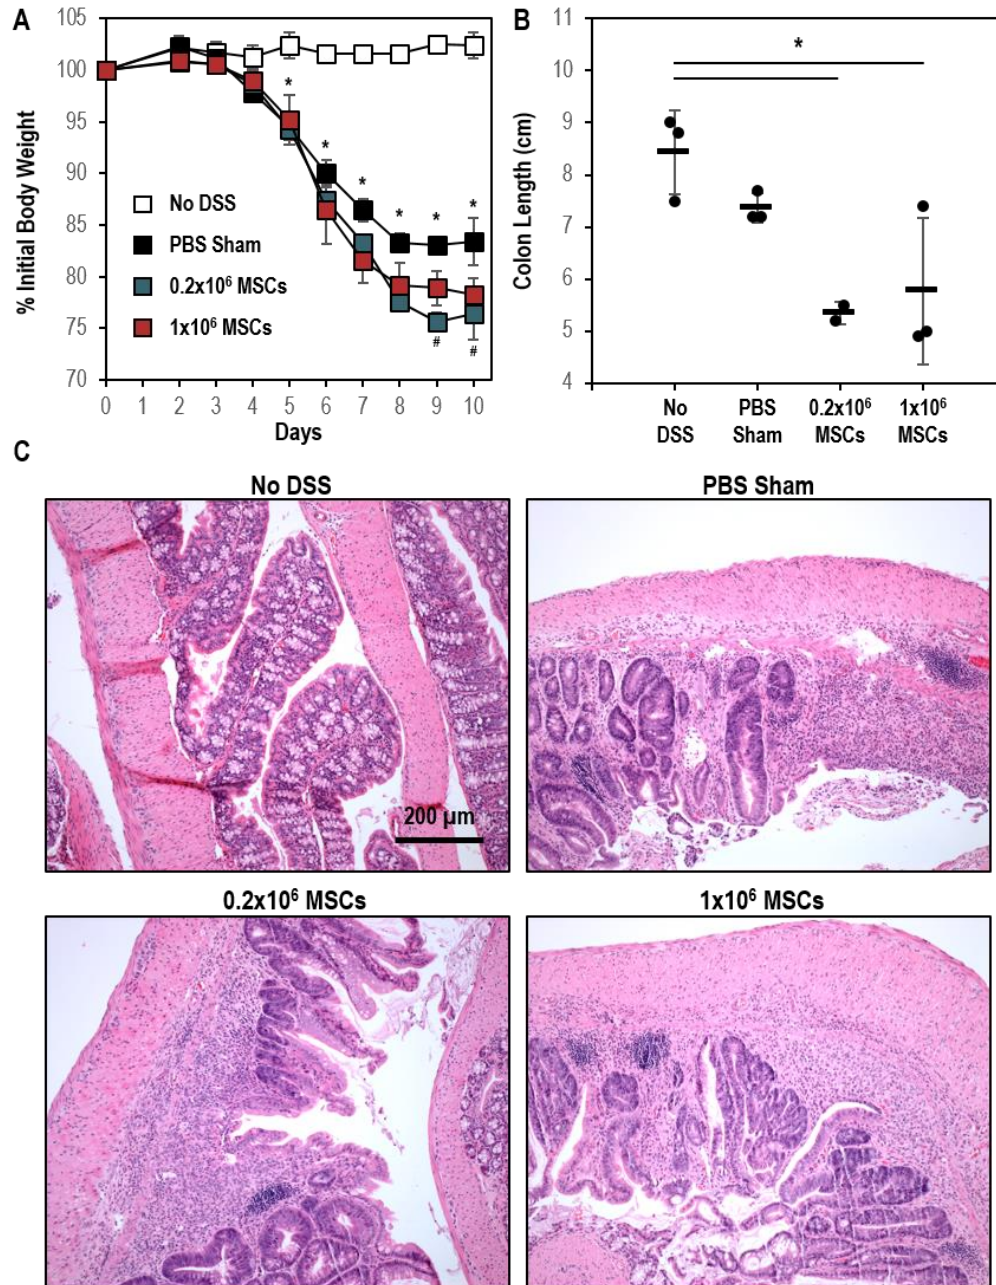 A
105
100
95
90
85
80
75
70
% Initial Body Weight
No DSS
PBS Sham
0.2x10⁶ MSCs
1x10⁶ MSCs
*
*
*
*
*
*
#
#
0 1 2 3 4 5 6 7 8 9 10
Days
B
11
10
9
8
7
6
5
4
Colon Length (cm)
*
No DSS
PBS Sham
0.2x10⁶ MSCs
1x10⁶ MSCs
C
No DSS
200 µm
PBS Sham
0.2x10⁶ MSCs
1x10⁶ MSCs